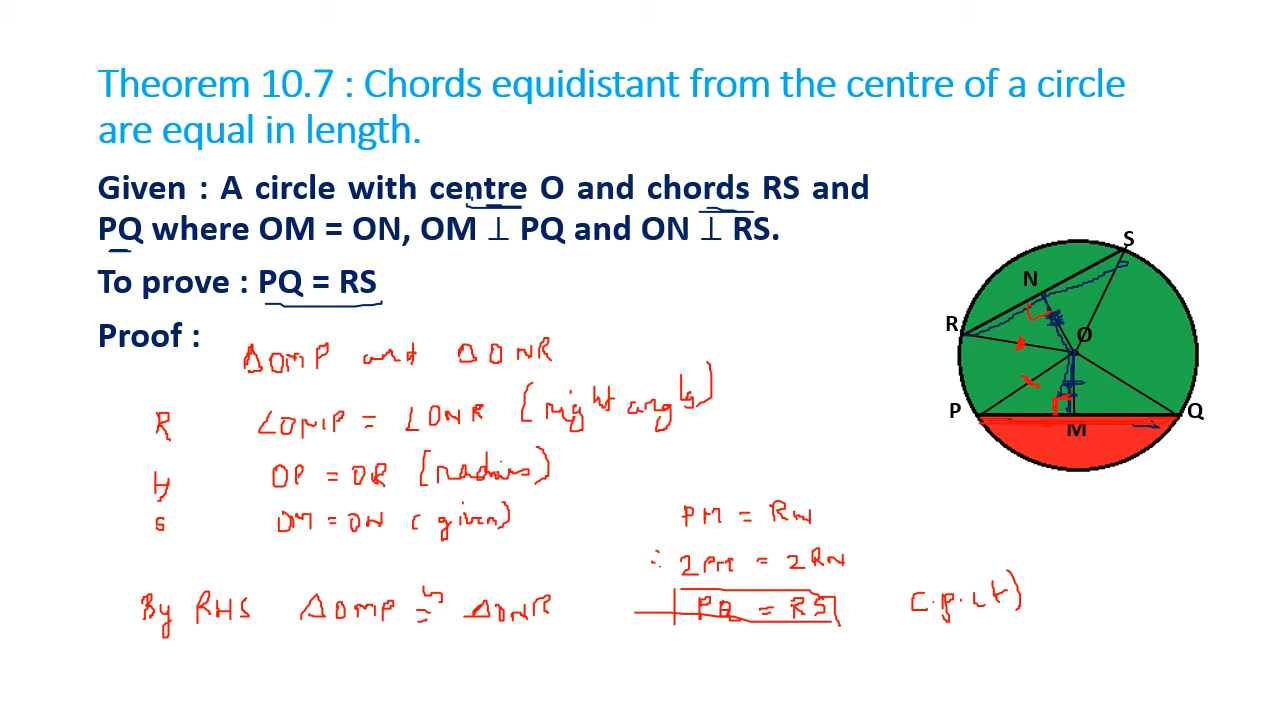 Theorem 10.7 : Chords equidistant from the centre of a circle
are equal in length.
Given : A circle with centre O and chords RS and
PQ where OM = ON, OM ⊥ PQ and ON ⊥ RS.
To prove : PQ = RS
Proof :
ΔOMP and ΔONR
R ∠OMP = ∠ONR (right angles)
H OP = OR (radius)
S OM = ON (given)
By RHS ΔOMP ≅ ΔONR
PM = RN
∴ 2PM = 2RN
PQ = RS c.p.c.t)
S
N
R
O
P
Q
M